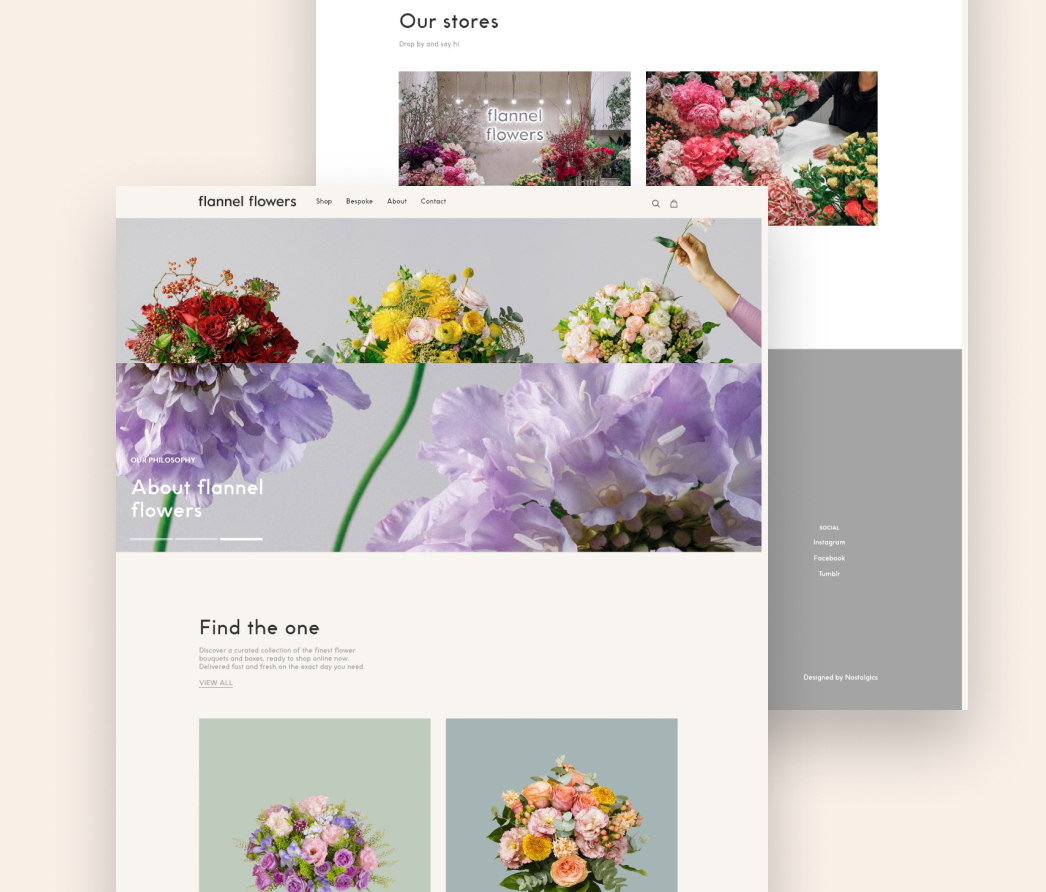 Our stores
Drop by and say hi
flannel
flowers
flannel flowers
Shop
Bespoke
About
Contact
OUR PHILOSOPHY
About flannel
flowers
Find the one
Discover a curated collection of the finest flower
bouquets and boxes, ready to shop online now.
Delivered fast and fresh on the exact day you need.
VIEW ALL
SOCIAL
Instagram
Facebook
Tumblr
Designed by Nostalgics